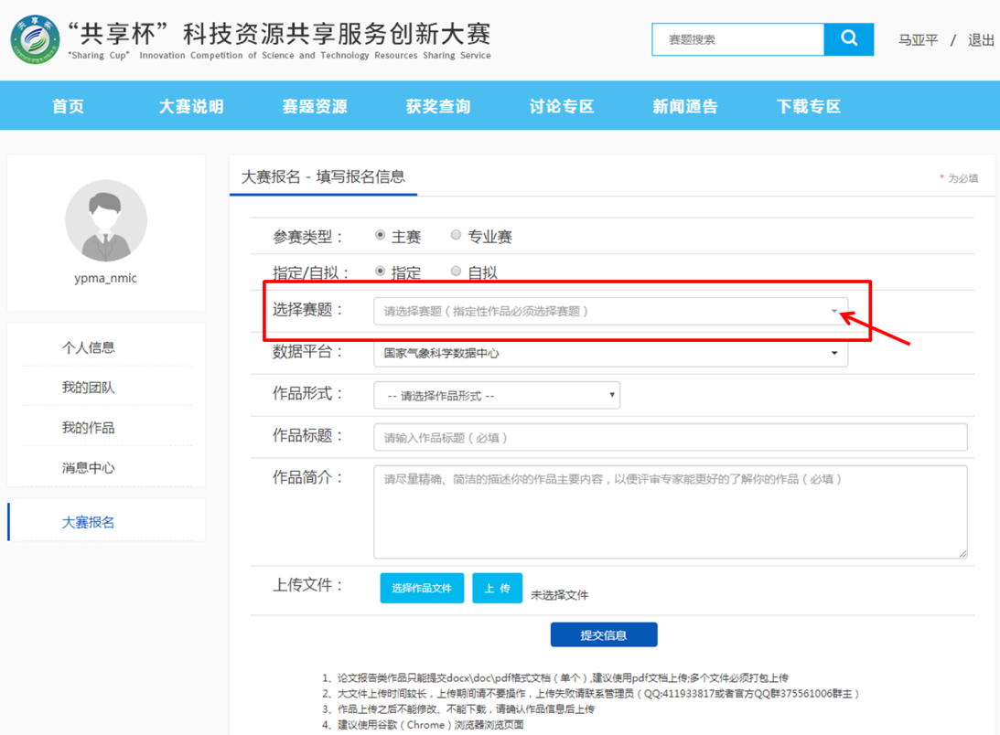 “共享杯”科技资源共享服务创新大赛
"Sharing Cup" Innovation Competition of Science and Technology Resources Sharing Service
赛题搜索
马亚平 / 退出
首页 大赛说明 赛题资源 获奖查询 讨论专区 新闻通告 下载专区
ypma_nmic
个人信息
我的团队
我的作品
消息中心
大赛报名
大赛报名 - 填写报名信息
* 为必填
参赛类型： 主赛 专业赛
指定/自拟： 指定 自拟
选择赛题： 请选择赛题（指定性作品必须选择赛题）
数据平台： 国家气象科学数据中心
作品形式： -- 请选择作品形式 --
作品标题： 请输入作品标题（必填）
作品简介： 请尽量精确、简洁的描述你的作品主要内容，以便评审专家能更好的了解你的作品（必填）
上传文件： 选择作品文件 上 传 未选择文件
提交信息
1、论文报告类作品只能提交docx\doc\pdf格式文档（单个）,建议使用pdf文档上传;多个文件必须打包上传
2、大文件上传时间较长，上传期间请不要操作，上传失败请联系管理员（QQ:411933817或者官方QQ群375561006群主）
3、作品上传之后不能修改、不能下载，请确认作品信息后上传
4、建议使用谷歌（Chrome）浏览器浏览页面